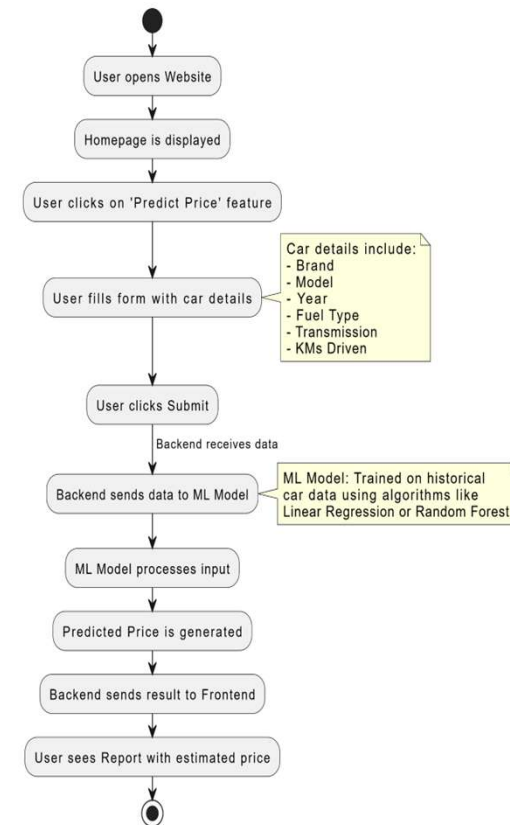 User opens Website
Homepage is displayed
User clicks on 'Predict Price' feature
User fills form with car details
Car details include:
- Brand
- Model
- Year
- Fuel Type
- Transmission
- KMs Driven
User clicks Submit
Backend receives data
Backend sends data to ML Model
ML Model: Trained on historical
car data using algorithms like
Linear Regression or Random Forest
ML Model processes input
Predicted Price is generated
Backend sends result to Frontend
User sees Report with estimated price